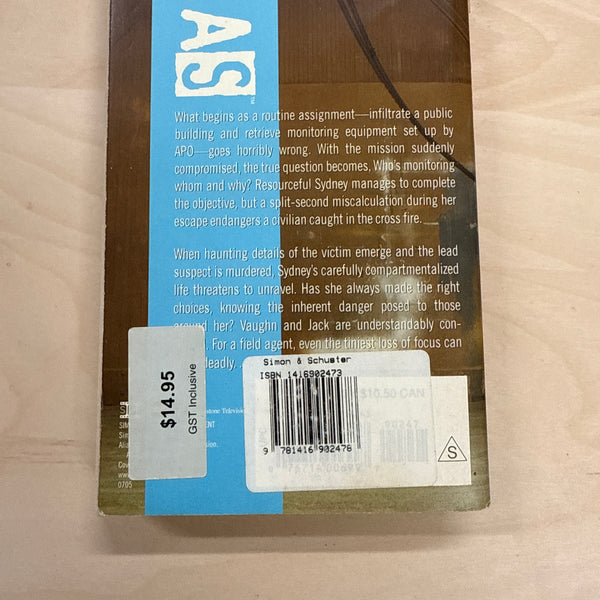 AS
TM
What begins as a routine assignment—infiltrate a public
building and retrieve monitoring equipment set up by
APO—goes horribly wrong. With the mission suddenly
compromised, the true question becomes, Who's monitoring
whom and why? Resourceful Sydney manages to complete
the objective, but a split-second miscalculation during her
escape endangers a civilian caught in the cross fire.
When haunting details of the victim emerge and the lead
suspect is murdered, Sydney's carefully compartmentalized
life threatens to unravel. Has she always made the right
choices, knowing the inherent danger posed to those
around her? Vaughn and Jack are understandably con-
. For a field agent, even the tiniest loss of focus can
deadly.
$14.95
GST Inclusive
Simon & Schuster
ISBN 1416902473
$10.50 CAN
90247
9 781416 902478
S
0705